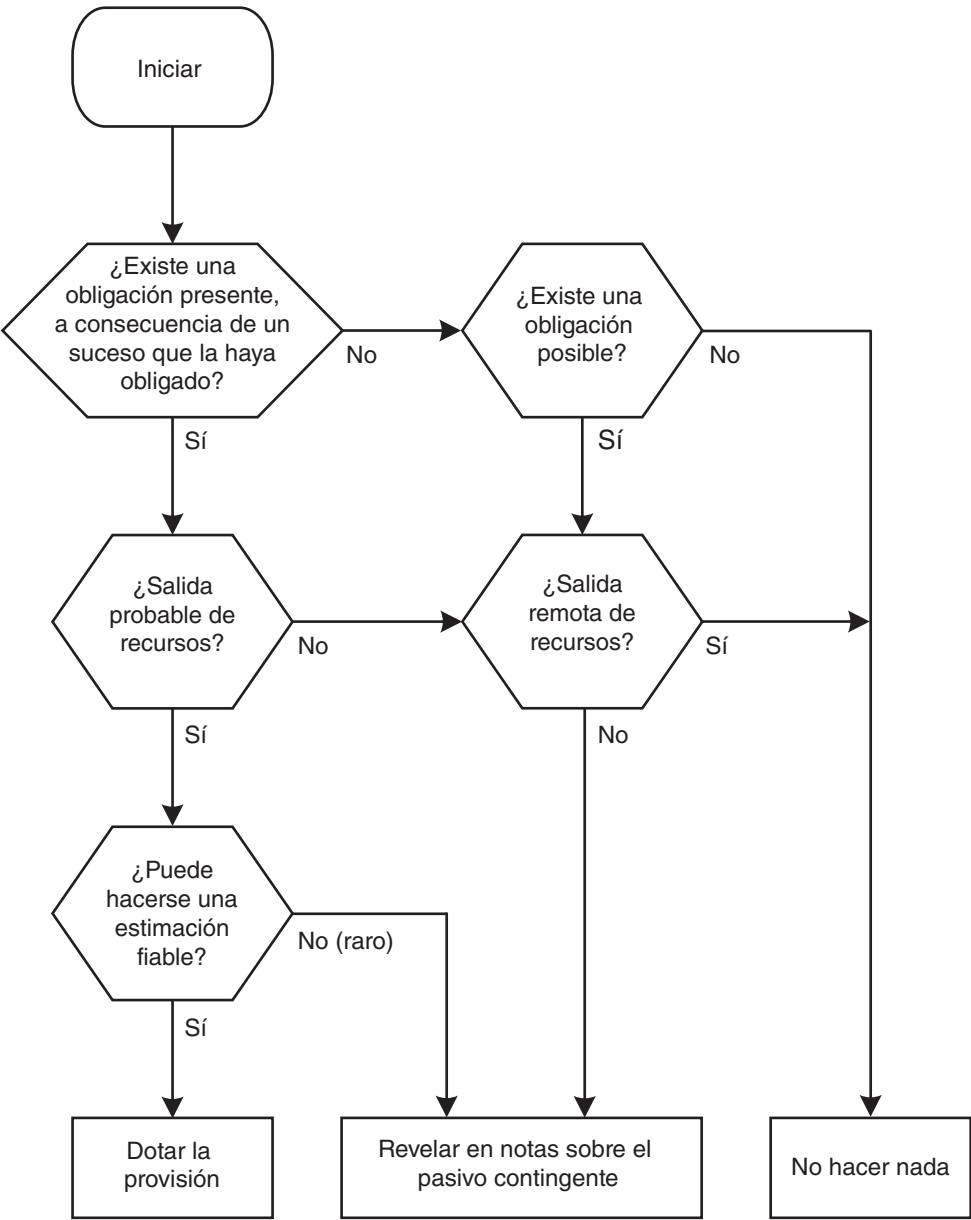 Iniciar
¿Existe una
obligación presente,
a consecuencia de un
suceso que la haya
obligado?
No
¿Existe una
obligación
posible?
No
Sí
Sí
¿Salida
probable de
recursos?
No
¿Salida
remota de
recursos?
Sí
Sí
No
¿Puede
hacerse una
estimación
fiable?
No (raro)
Sí
Dotar la
provisión
Revelar en notas sobre el
pasivo contingente
No hacer nada